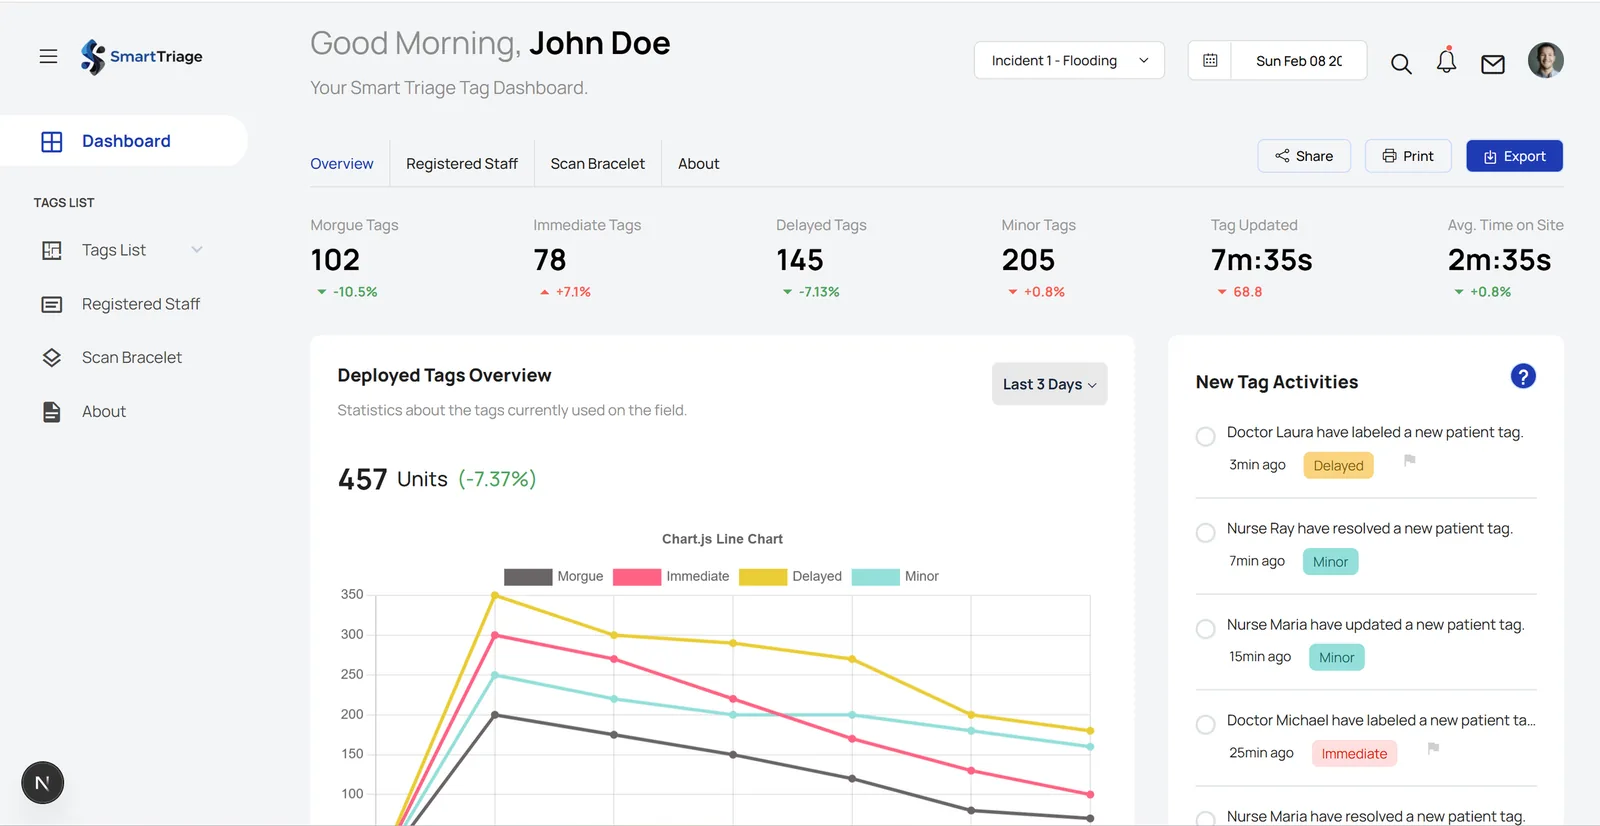 SmartTriage
Good Morning, John Doe
Your Smart Triage Tag Dashboard.
Incident 1 - Flooding
Sun Feb 08 20
Dashboard
TAGS LIST
Tags List
Registered Staff
Scan Bracelet
About
N
Overview
Registered Staff
Scan Bracelet
About
Share
Print
Export
Morgue Tags
102
-10.5%
Immediate Tags
78
+7.1%
Delayed Tags
145
-7.13%
Minor Tags
205
+0.8%
Tag Updated
7m:35s
68.8
Avg. Time on Site
2m:35s
+0.8%
Deployed Tags Overview
Statistics about the tags currently used on the field.
Last 3 Days
457 Units (-7.37%)
Chart.js Line Chart
Morgue Immediate Delayed Minor
350
300
250
200
150
100
New Tag Activities
?
Doctor Laura have labeled a new patient tag.
3min ago Delayed
Nurse Ray have resolved a new patient tag.
7min ago Minor
Nurse Maria have updated a new patient tag.
15min ago Minor
Doctor Michael have labeled a new patient ta...
25min ago Immediate
Nurse Maria have resolved a new patient tag.